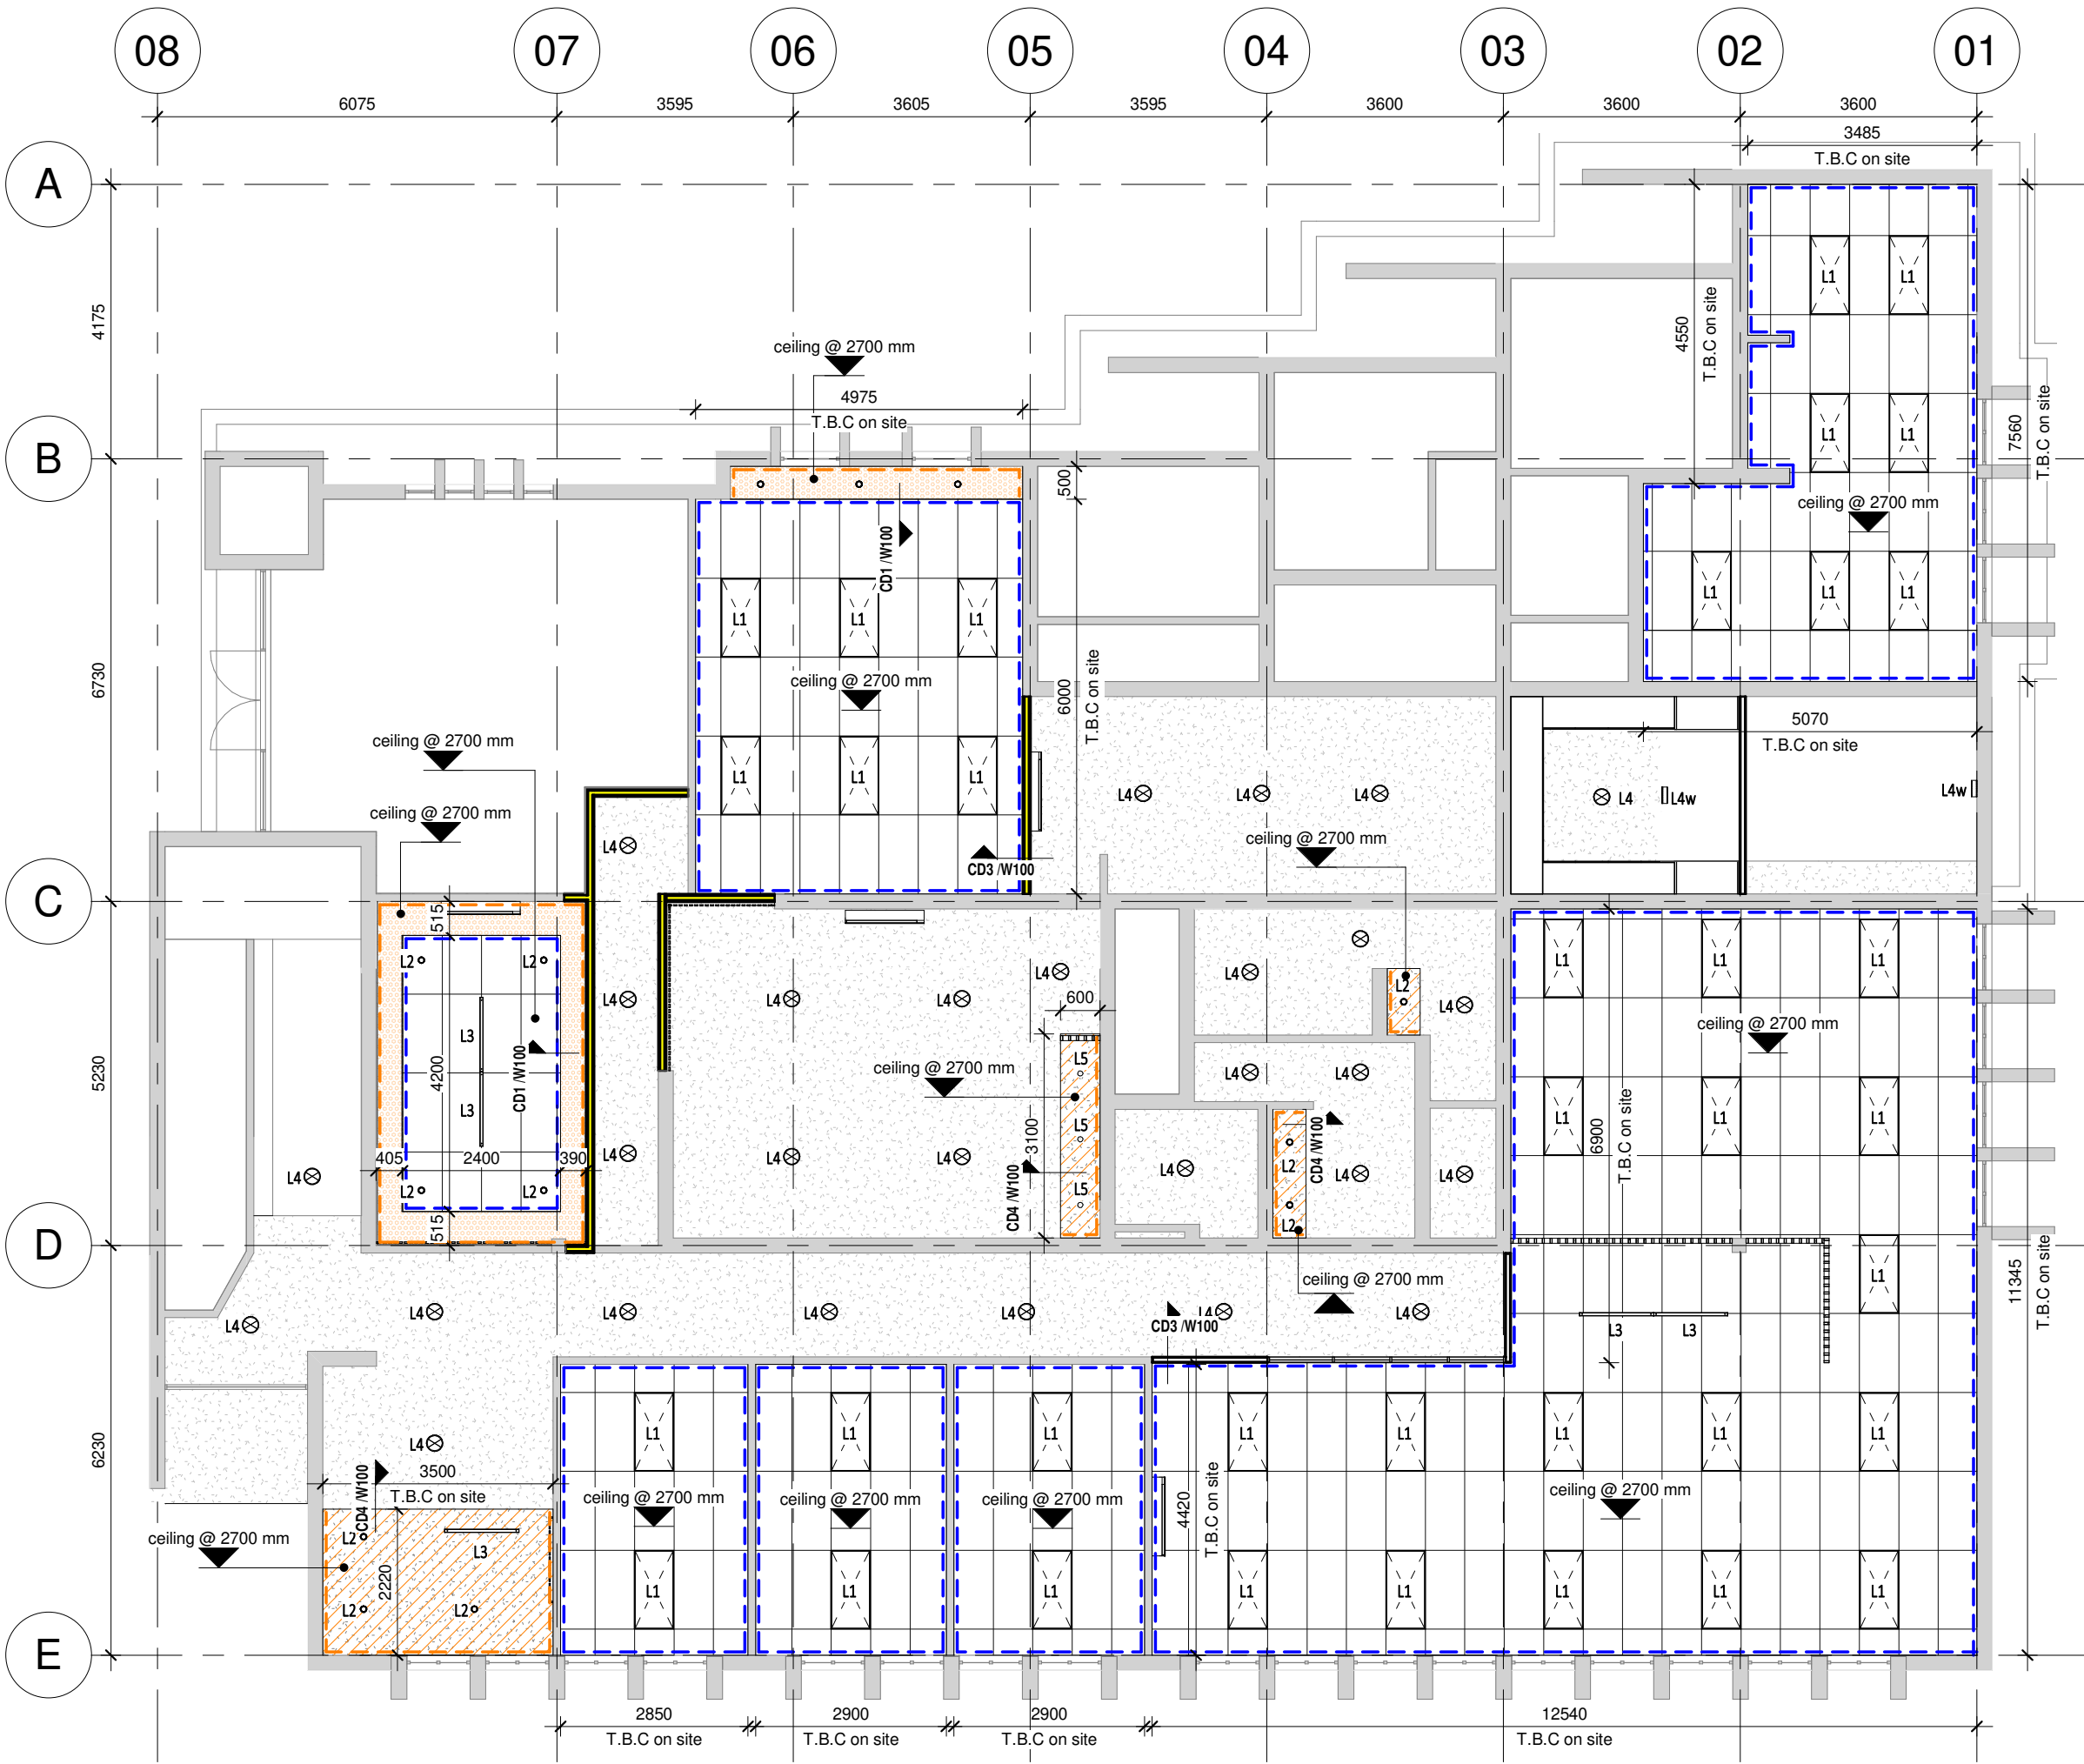 08 07 06 05 04 03 02 01
6075 3595 3605 3595 3600 3600 3600
3485
T.B.C on site
A
L1 L1
4175
4550
T.B.C on site
ceiling @ 2700 mm
4975
T.B.C on site
7560
T.B.C on site
L1 L1
B
500
ceiling @ 2700 mm
CD1 /W100
L1 L1 L1
L1 L1 L1
6730
ceiling @ 2700 mm
6000
T.B.C on site
5070
T.B.C on site
ceiling @ 2700 mm
L1 L1 L1
L4 L4 L4
L4 L4w
L4w
ceiling @ 2700 mm
ceiling @ 2700 mm
L4
CD3 /W100
C
515
L2 L2
L4
L4 L4
L4
600
L4
L2
L4
L1 L1 L1
ceiling @ 2700 mm
5230
L3
4200
CD1 /W100
L3
ceiling @ 2700 mm
L5
L5
L5
3100
CD4 /W100
L4 L4
CD4 /W100
L1 L1 L1
6900
T.B.C on site
405 2400 390
L4
L4
L4 L4
L4
L2
L4
L4
L2 L2
L2
515
D
ceiling @ 2700 mm
L1
11345
T.B.C on site
L4 L4 L4 L4 L4 L4 L4
CD3 /W100
L3 L3
6230
L4
3500
T.B.C on site
CD4 /W100
L1 L1 L1 L1 L1 L1 L1 L1
4420
T.B.C on site
ceiling @ 2700 mm
ceiling @ 2700 mm
ceiling @ 2700 mm
ceiling @ 2700 mm
ceiling @ 2700 mm
L2
L3
2220
L2 L2
L1 L1 L1 L1 L1 L1 L1 L1
E
2850
T.B.C on site
2900
T.B.C on site
2900
T.B.C on site
12540
T.B.C on site